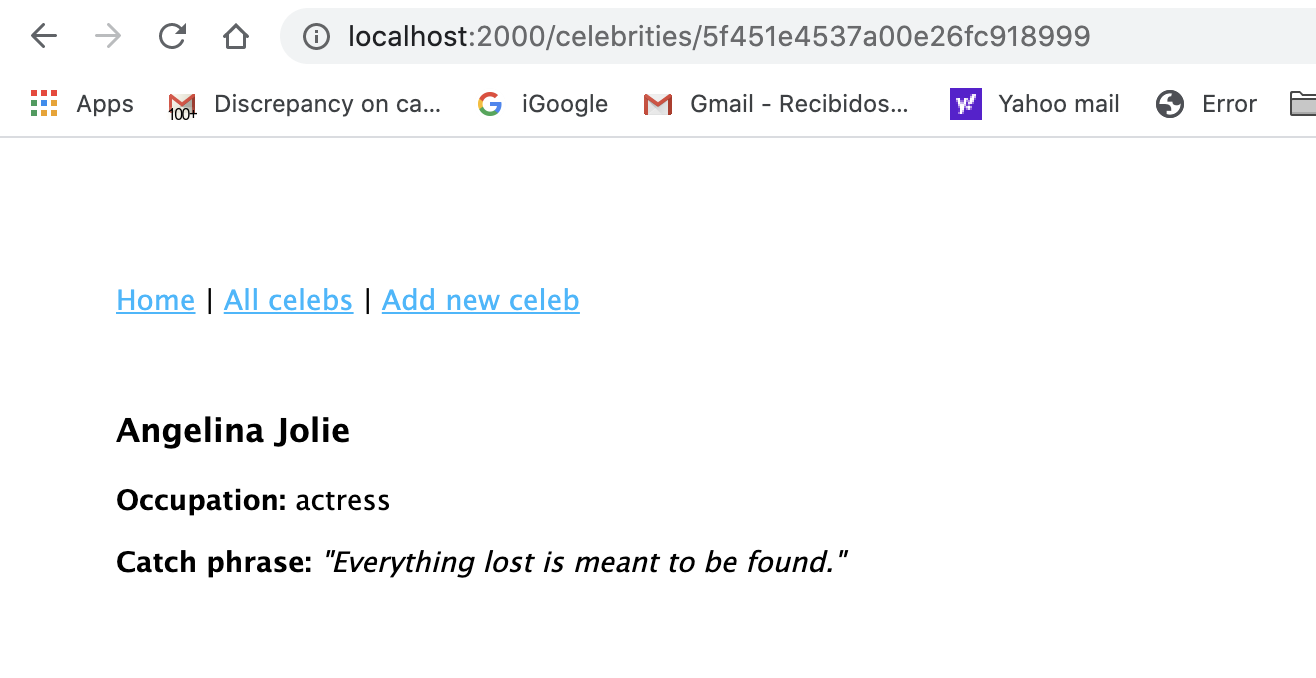 localhost:2000/celebrities/5f451e4537a00e26fc918999
Apps 100+ Discrepancy on ca... iGoogle Gmail - Recibidos... Yahoo mail Error
Home | All celebs | Add new celeb
Angelina Jolie
Occupation: actress
Catch phrase: "Everything lost is meant to be found."